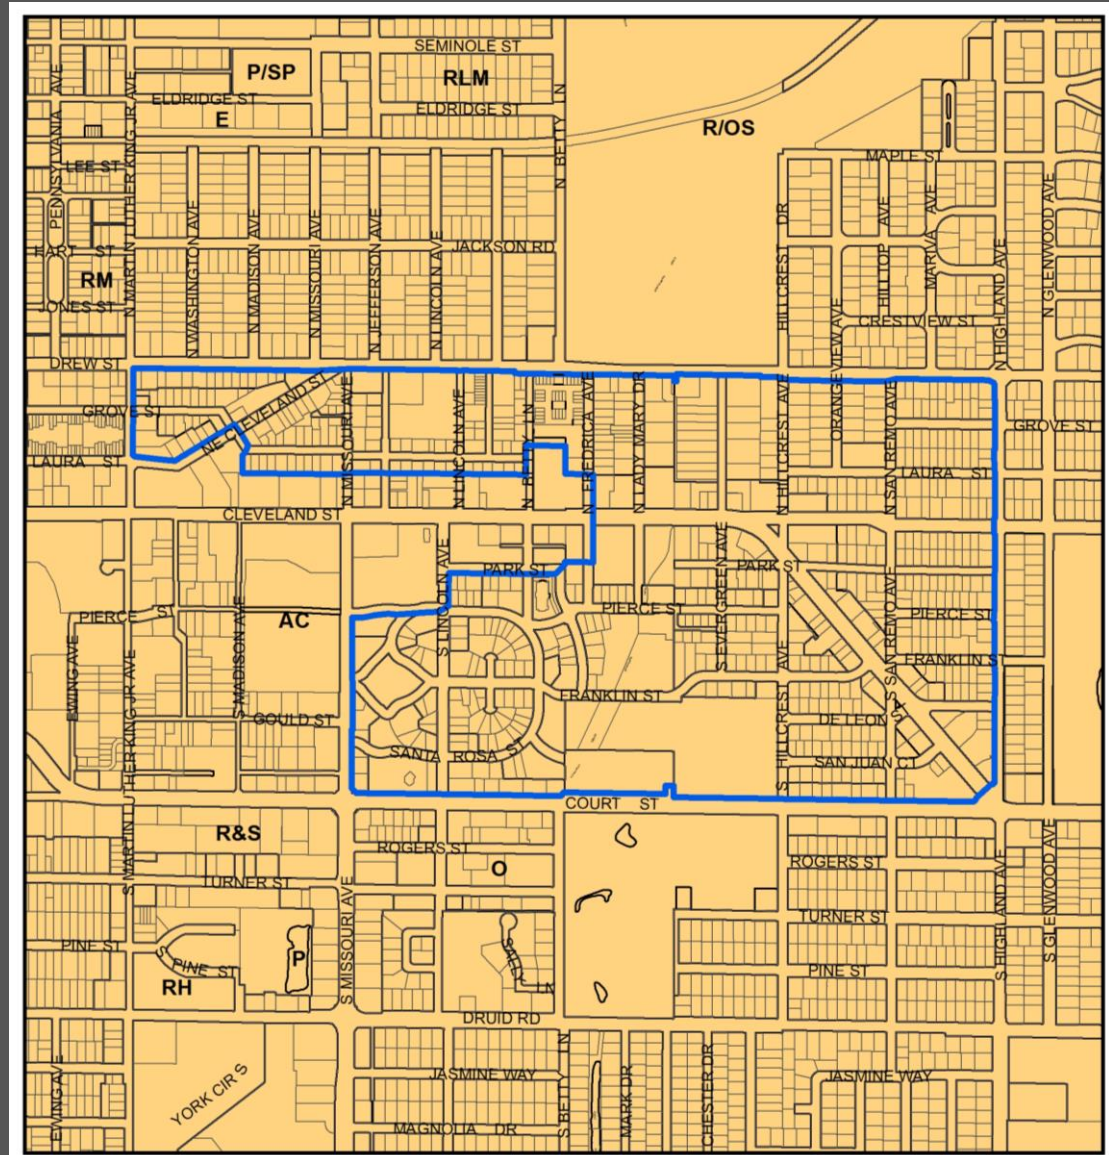 SEMINOLE ST
P/SP
RLM
ELDRIDGE ST
ELDRIDGE ST
E
R/OS
N PENNSYLVANIA AVE
N MARTIN LUTHER KING JR AVE
N BETTY LN
MAPLE ST
LEE ST
N WASHINGTON AVE
N MADISON AVE
N MISSOURI AVE
N JEFFERSON AVE
N LINCOLN AVE
JACKSON RD
HILLCREST DR
HILLTOP AVE
MARIVA AVE
N HIGHLAND AVE
N GLENWOOD AVE
HART ST
RM
JONES ST
ORANGEVIEW AVE
CRESTVIEW ST
DREW ST
GROVE ST
NE CLEVELAND ST
N MISSOURI AVE
N LINCOLN AVE
N BETTY LN
N FREDRICA AVE
N LADY MARY DR
N HILLCREST AVE
N SAN REMO AVE
GROVE ST
LAURA ST
LAURA ST
CLEVELAND ST
S LINCOLN AVE
PARK ST
S EVERGREEN AVE
PARK ST
PIERCE ST
AC
PIERCE ST
PIERCE ST
EWING AVE
S MARTIN LUTHER KING JR AVE
S MADISON AVE
S HILLCREST AVE
S SAN REMO AVE
FRANKLIN ST
FRANKLIN ST
GOULD ST
DE LEON ST
SANTA ROSA ST
SAN JUAN CT
COURT ST
R&S
ROGERS ST
ROGERS ST
O
TURNER ST
TURNER ST
S MISSOURI AVE
S HIGHLAND AVE
S GLENWOOD AVE
PINE ST
S PINE ST
P
SALLY LN
PINE ST
RH
DRUID RD
EWING AVE
YORK CIR S
JASMINE WAY
S BETTY LN
MARK DR
CHESTER DR
JASMINE WAY
MAGNOLIA DR